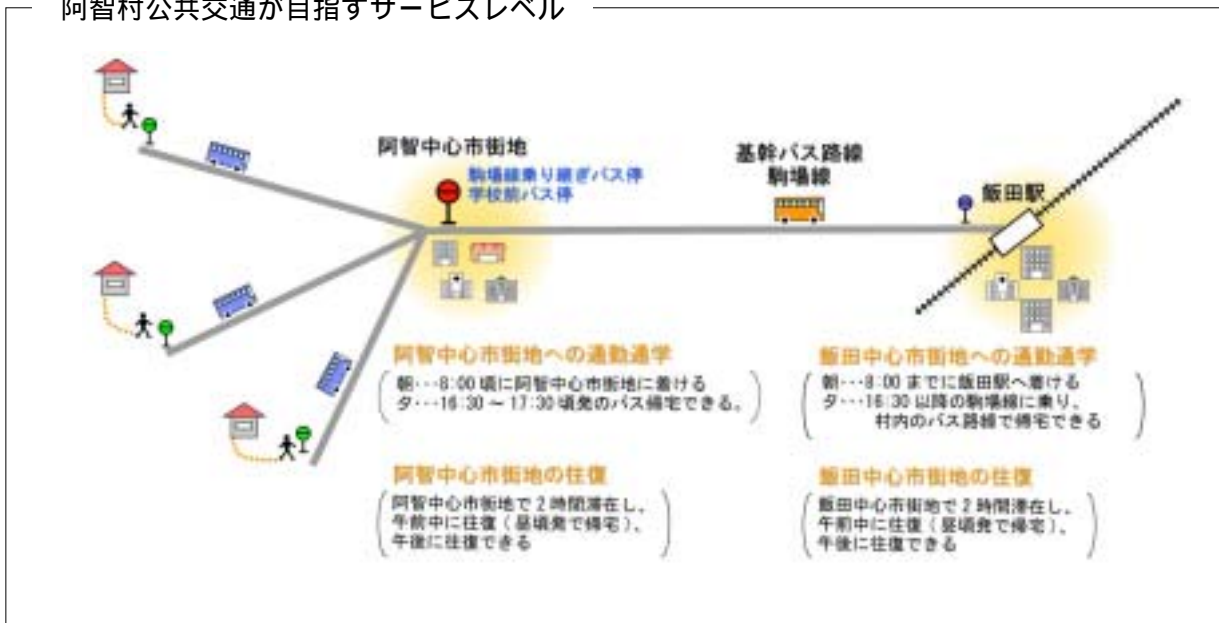 阿智村公共交通が目指すサービスレベル
阿智中心市街地
駒場線乗り継ぎバス停
学校前バス停
基幹バス路線
駒場線
飯田駅
阿智中心市街地への通勤通学
朝･･･8:00 頃に阿智中心市街地に着ける
夕･･･16:30 ～ 17:30 頃発のバス帰宅できる。
飯田中心市街地への通勤通学
朝･･･8:00 までに飯田駅へ着ける
夕･･･16:30 以降の駒場線に乗り、
村内のバス路線で帰宅できる
阿智中心市街地の往復
阿智中心市街地で 2 時間滞在し、
午前中に往復（昼頃発で帰宅）、
午後に往復できる
飯田中心市街地の往復
飯田中心市街地で 2 時間滞在し、
午前中に往復（昼頃発で帰宅）、
午後に往復できる